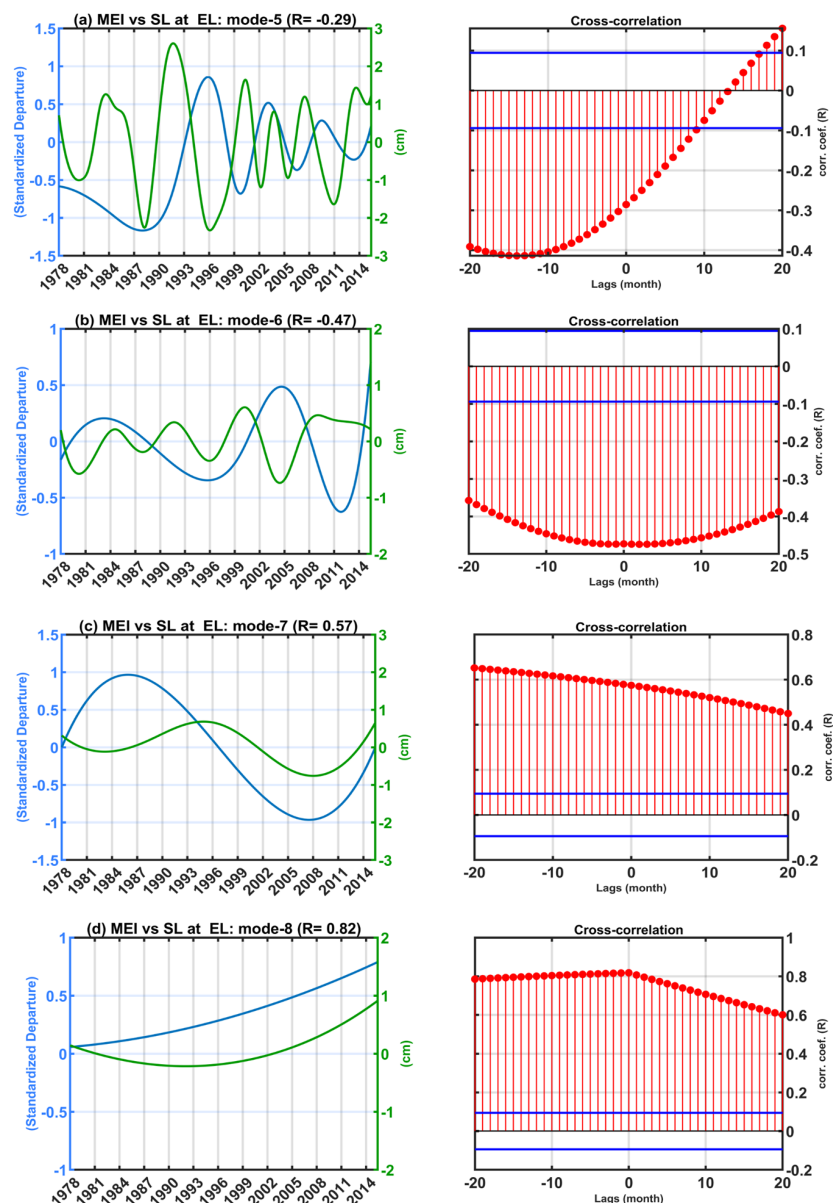 (a) MEI vs SL at EL: mode-5 (R= -0.29)
1.5
1
0.5
0
-0.5
-1
-1.5
(Standardized Departure)
3
2
1
0
-1
-2
-3
(cm)
1978 1981 1984 1987 1990 1993 1996 1999 2002 2005 2008 2011 2014
Cross-correlation
0.1
0
-0.1
-0.2
-0.3
-0.4
corr. coef. (R)
-20 -10 0 10 20
Lags (month)
(b) MEI vs SL at EL: mode-6 (R= -0.47)
1
0.5
0
-0.5
-1
(Standardized Departure)
2
1
0
-1
-2
(cm)
1978 1981 1984 1987 1990 1993 1996 1999 2002 2005 2008 2011 2014
Cross-correlation
0.1
0
-0.1
-0.2
-0.3
-0.4
-0.5
corr. coef. (R)
-20 -10 0 10 20
Lags (month)
(c) MEI vs SL at EL: mode-7 (R= 0.57)
1.5
1
0.5
0
-0.5
-1
-1.5
(Standardized Departure)
3
2
1
0
-1
-2
-3
(cm)
1978 1981 1984 1987 1990 1993 1996 1999 2002 2005 2008 2011 2014
Cross-correlation
0.8
0.6
0.4
0.2
0
-0.2
corr. coef. (R)
-20 -10 0 10 20
Lags (month)
(d) MEI vs SL at EL: mode-8 (R= 0.82)
1
0.5
0
-0.5
-1
(Standardized Departure)
2
1
0
-1
-2
(cm)
1978 1981 1984 1987 1990 1993 1996 1999 2002 2005 2008 2011 2014
Cross-correlation
1
0.8
0.6
0.4
0.2
0
-0.2
corr. coef. (R)
-20 -10 0 10 20
Lags (month)